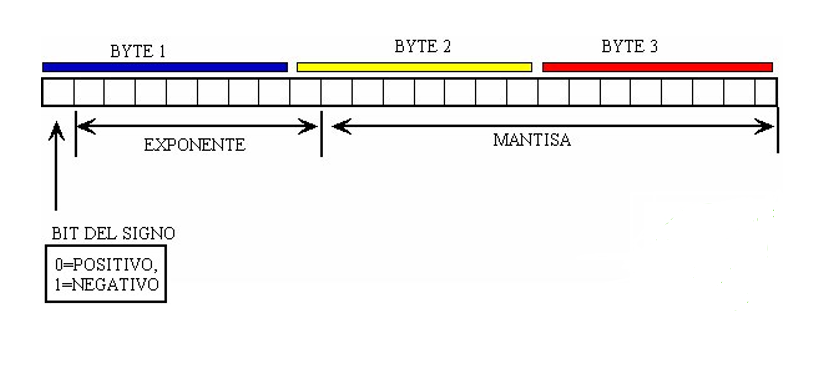 BYTE 1
BYTE 2
BYTE 3
EXPONENTE
MANTISA
BIT DEL SIGNO
0=POSITIVO,
1=NEGATIVO